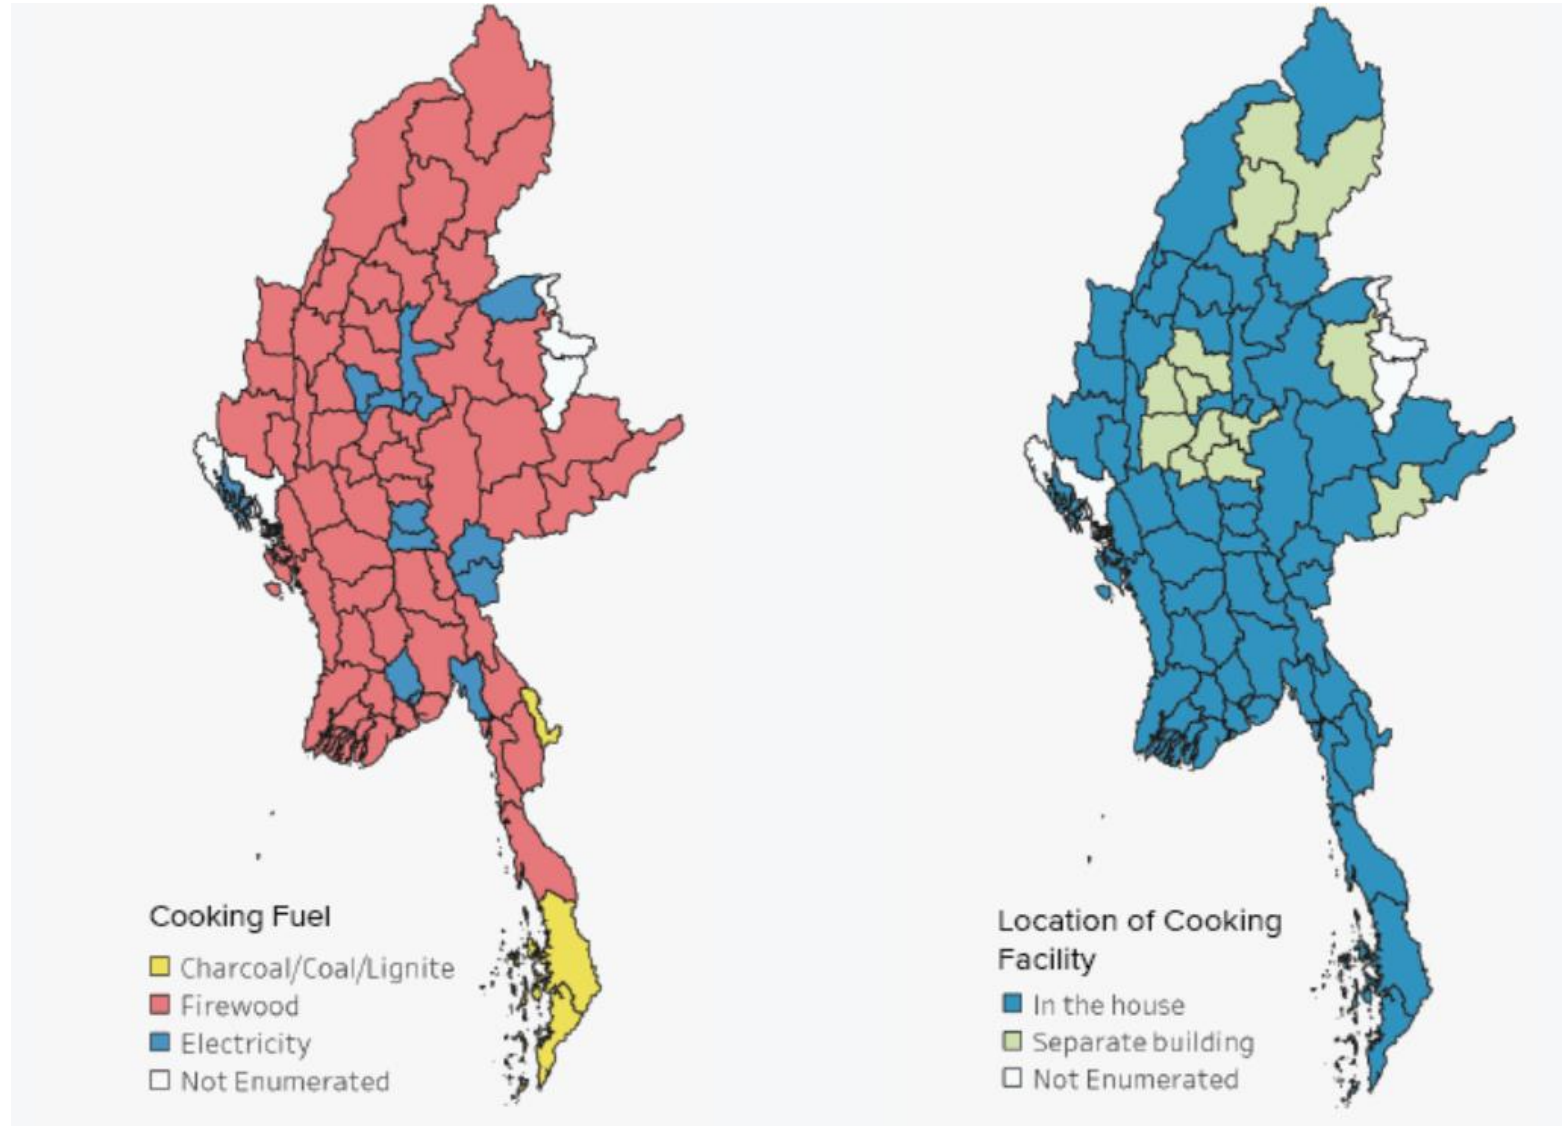 Cooking Fuel
Charcoal/Coal/Lignite
Firewood
Electricity
Not Enumerated
Location of Cooking
Facility
In the house
Separate building
Not Enumerated